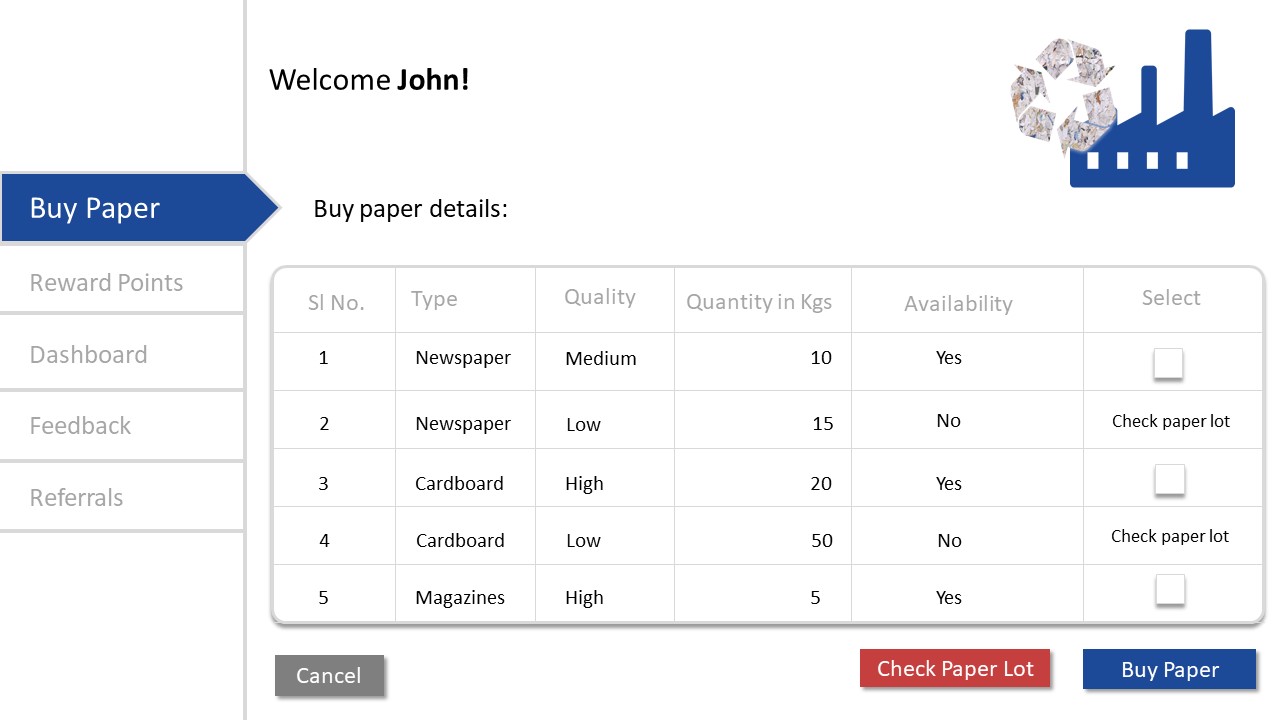 Welcome John!
Buy Paper
Reward Points
Dashboard
Feedback
Referrals
Buy paper details:
Sl No. Type Quality Quantity in Kgs Availability Select
1 Newspaper Medium 10 Yes
2 Newspaper Low 15 No Check paper lot
3 Cardboard High 20 Yes
4 Cardboard Low 50 No Check paper lot
5 Magazines High 5 Yes
Cancel Check Paper Lot Buy Paper